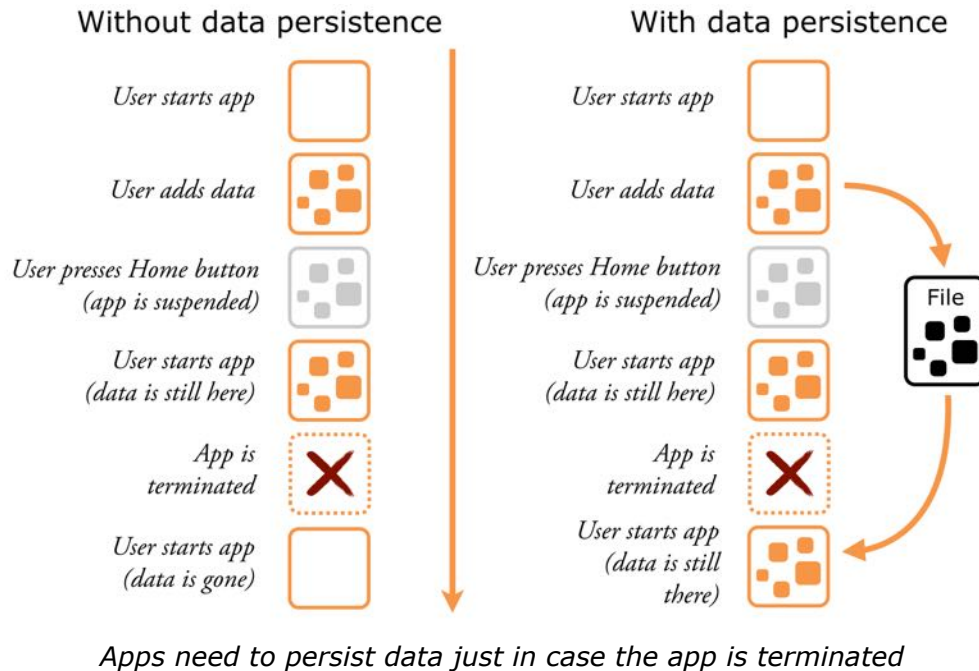 Without data persistence
User starts app
User adds data
User presses Home button
(app is suspended)
User starts app
(data is still here)
App is
terminated
User starts app
(data is gone)
With data persistence
User starts app
User adds data
User presses Home button
(app is suspended)
User starts app
(data is still here)
App is
terminated
User starts app
(data is still
there)
File
Apps need to persist data just in case the app is terminated